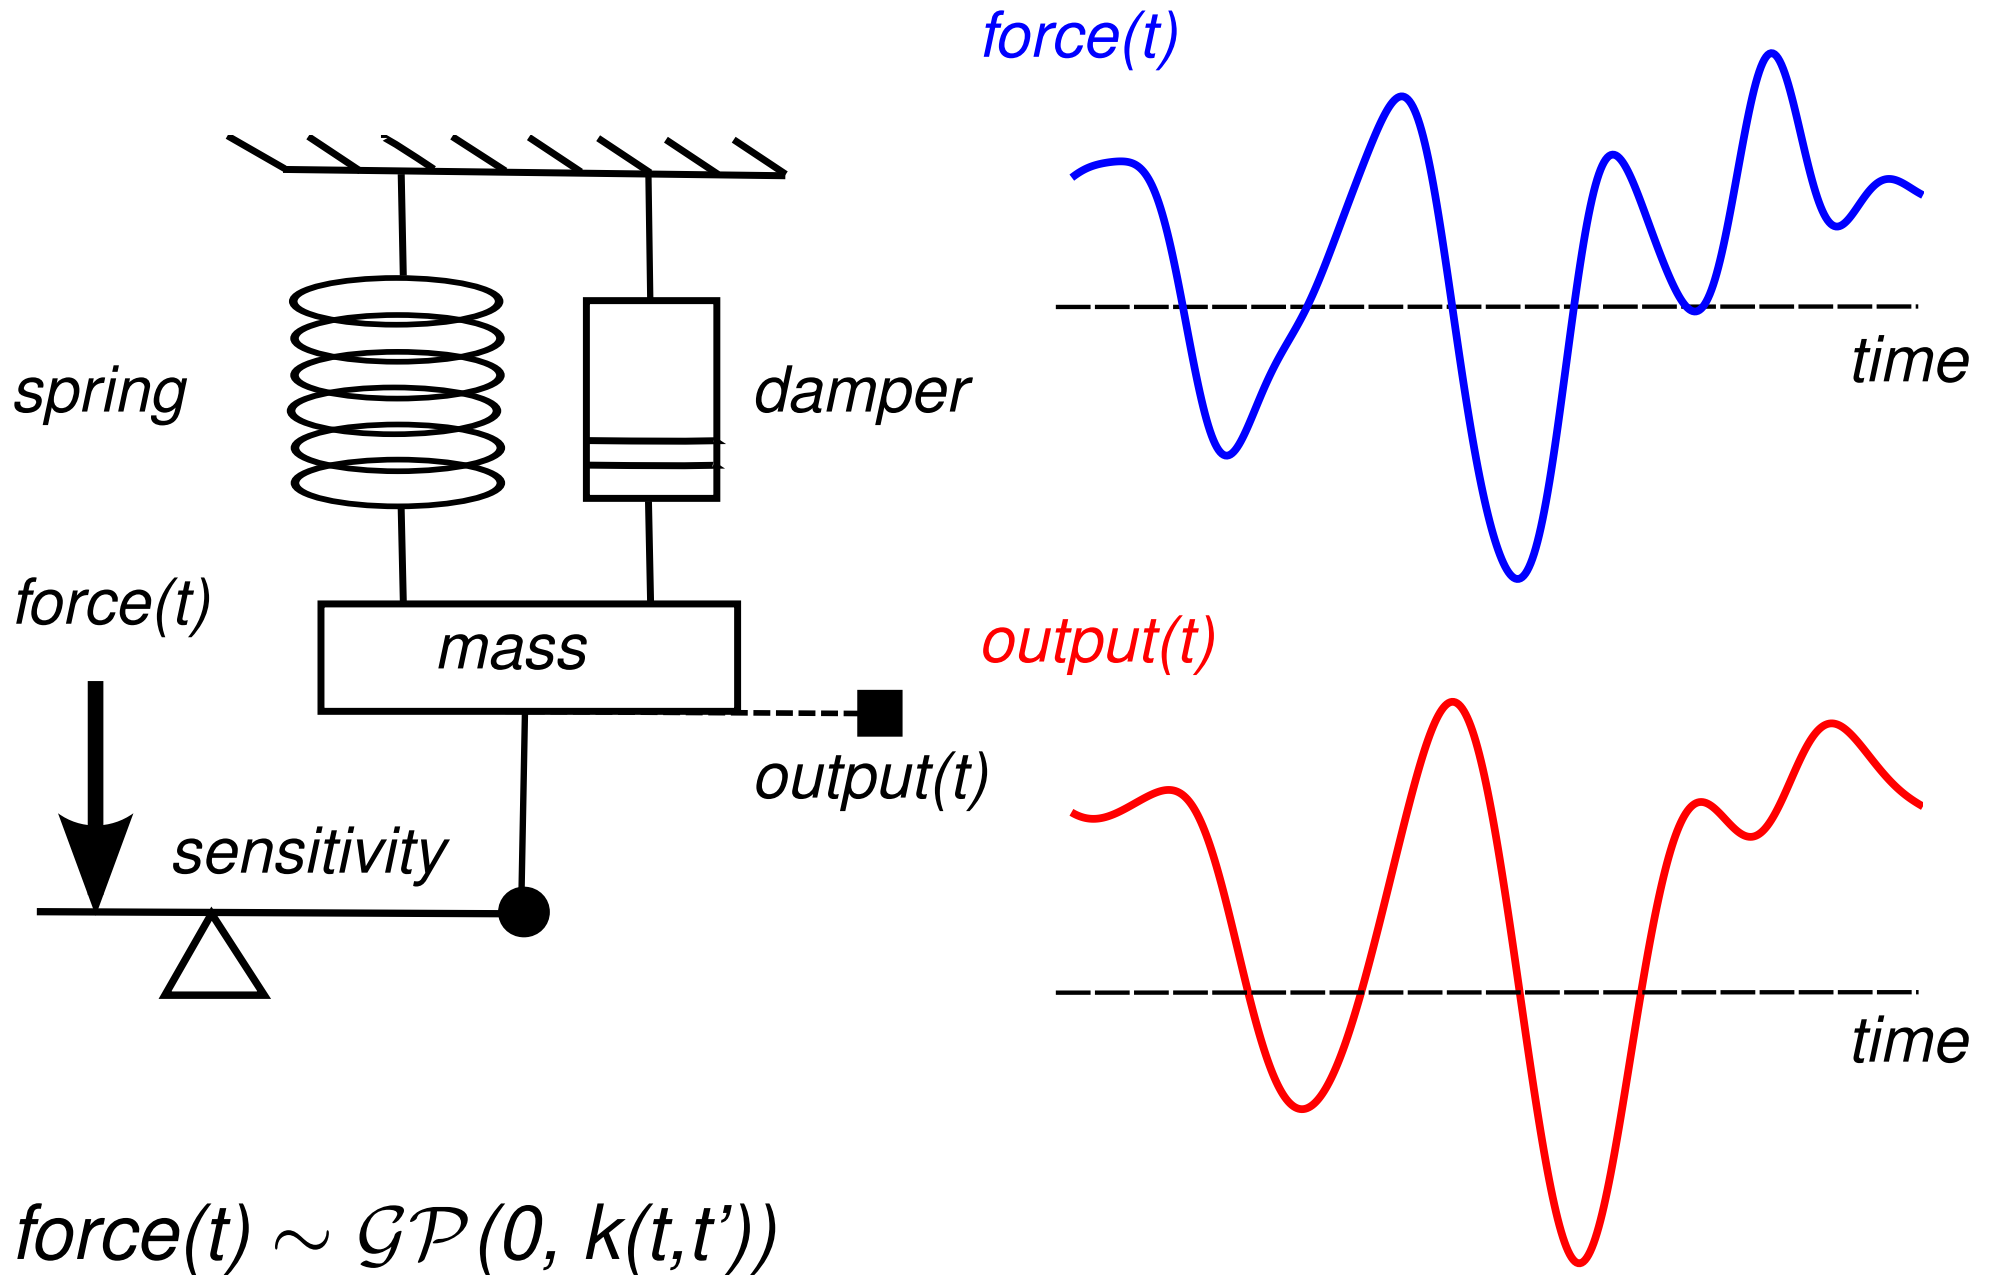 force(t)
spring
damper
time
force(t)
mass
output(t)
output(t)
sensitivity
time
force(t) ∼ 𝒢𝒫(0, k(t,t’))